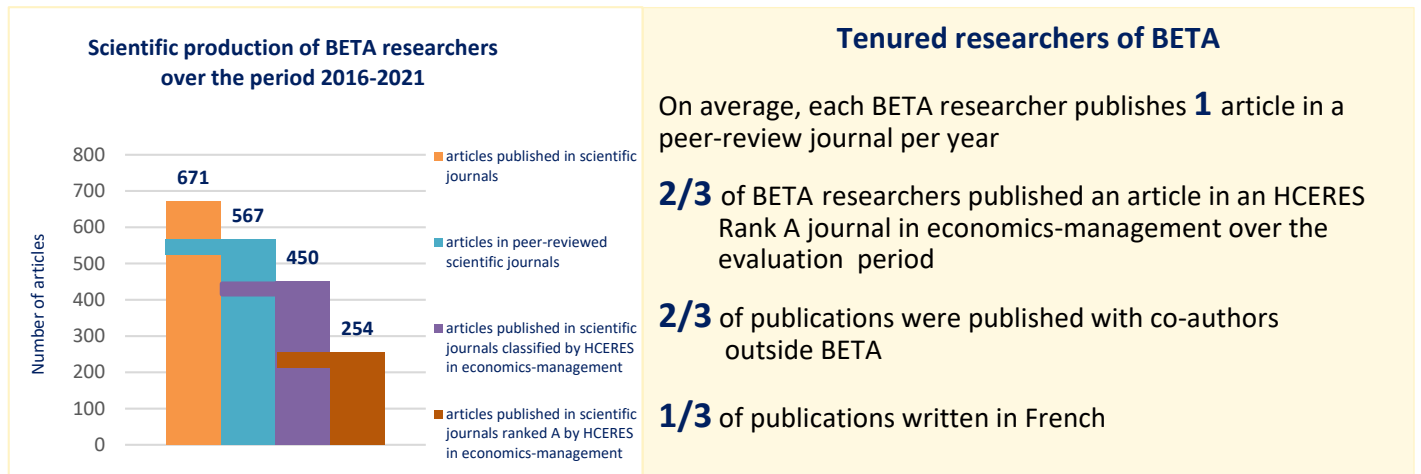 Scientific production of BETA researchers
over the period 2016-2021
Number of articles
800
700
600
500
400
300
200
100
0
671
567
450
254
articles published in scientific
journals
articles in peer-reviewed
scientific journals
articles published in scientific
journals classified by HCERES
in economics-management
articles published in scientific
journals ranked A by HCERES
in economics-management
Tenured researchers of BETA
On average, each BETA researcher publishes 1 article in a
peer-review journal per year
2/3 of BETA researchers published an article in an HCERES
Rank A journal in economics-management over the
evaluation period
2/3 of publications were published with co-authors
outside BETA
1/3 of publications written in French